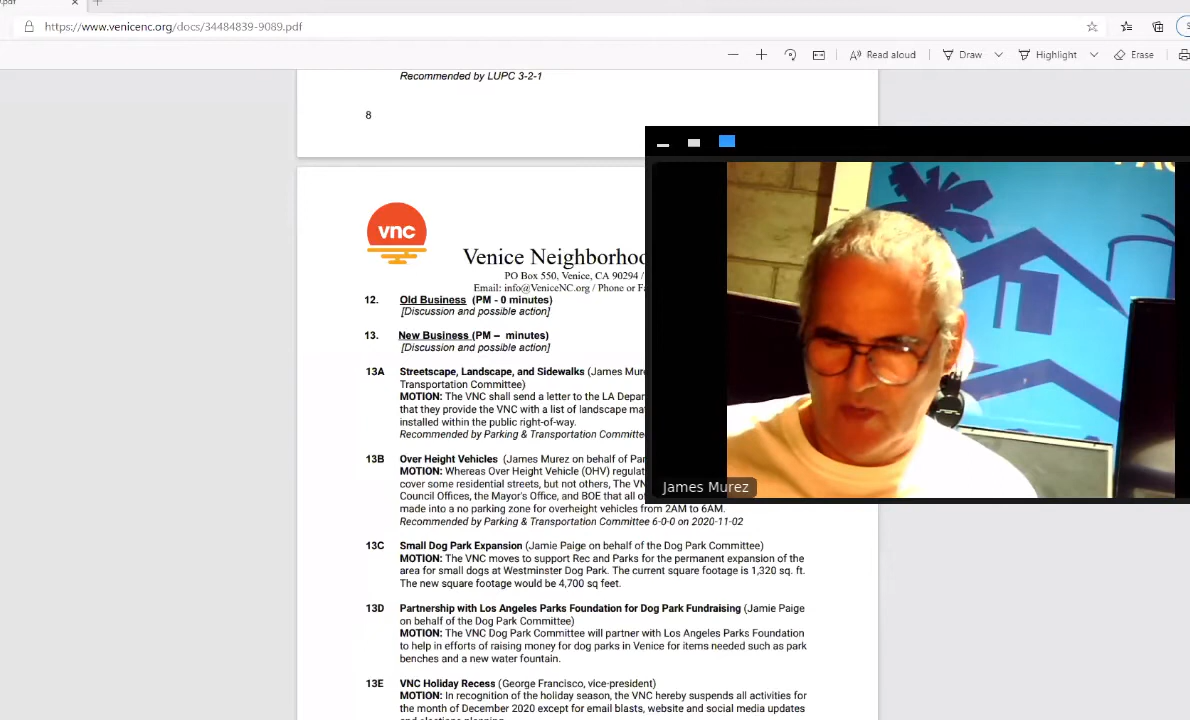 https://www.venicenc.org/docs/34484839-9089.pdf
Read aloud
Draw
Highlight
Erase
Recommended by LUPC 3-2-1
8
vnc
Venice Neighborhoo
PO Box 550, Venice, CA 90294 /
Email: info@VeniceNC.org / Phone or Fa
12. Old Business (PM - 0 minutes)
[Discussion and possible action]
13. New Business (PM – minutes)
[Discussion and possible action]
13A Streetscape, Landscape, and Sidewalks (James Mure
Transportation Committee)
MOTION: The VNC shall send a letter to the LA Depar
that they provide the VNC with a list of landscape ma
installed within the public right-of-way.
Recommended by Parking & Transportation Committe
13B Over Height Vehicles (James Murez on behalf of Par
MOTION: Whereas Over Height Vehicle (OHV) regulat
cover some residential streets, but not others, The VN
Council Offices, the Mayor's Office, and BOE that all o
made into a no parking zone for overheight vehicles from 2AM to 6AM.
Recommended by Parking & Transportation Committee 6-0-0 on 2020-11-02
13C Small Dog Park Expansion (Jamie Paige on behalf of the Dog Park Committee)
MOTION: The VNC moves to support Rec and Parks for the permanent expansion of the
area for small dogs at Westminster Dog Park. The current square footage is 1,320 sq. ft.
The new square footage would be 4,700 sq feet.
13D Partnership with Los Angeles Parks Foundation for Dog Park Fundraising (Jamie Paige
on behalf of the Dog Park Committee)
MOTION: The VNC Dog Park Committee will partner with Los Angeles Parks Foundation
to help in efforts of raising money for dog parks in Venice for items needed such as park
benches and a new water fountain.
13E VNC Holiday Recess (George Francisco, vice-president)
MOTION: In recognition of the holiday season, the VNC hereby suspends all activities for
the month of December 2020 except for email blasts, website and social media updates
James Murez